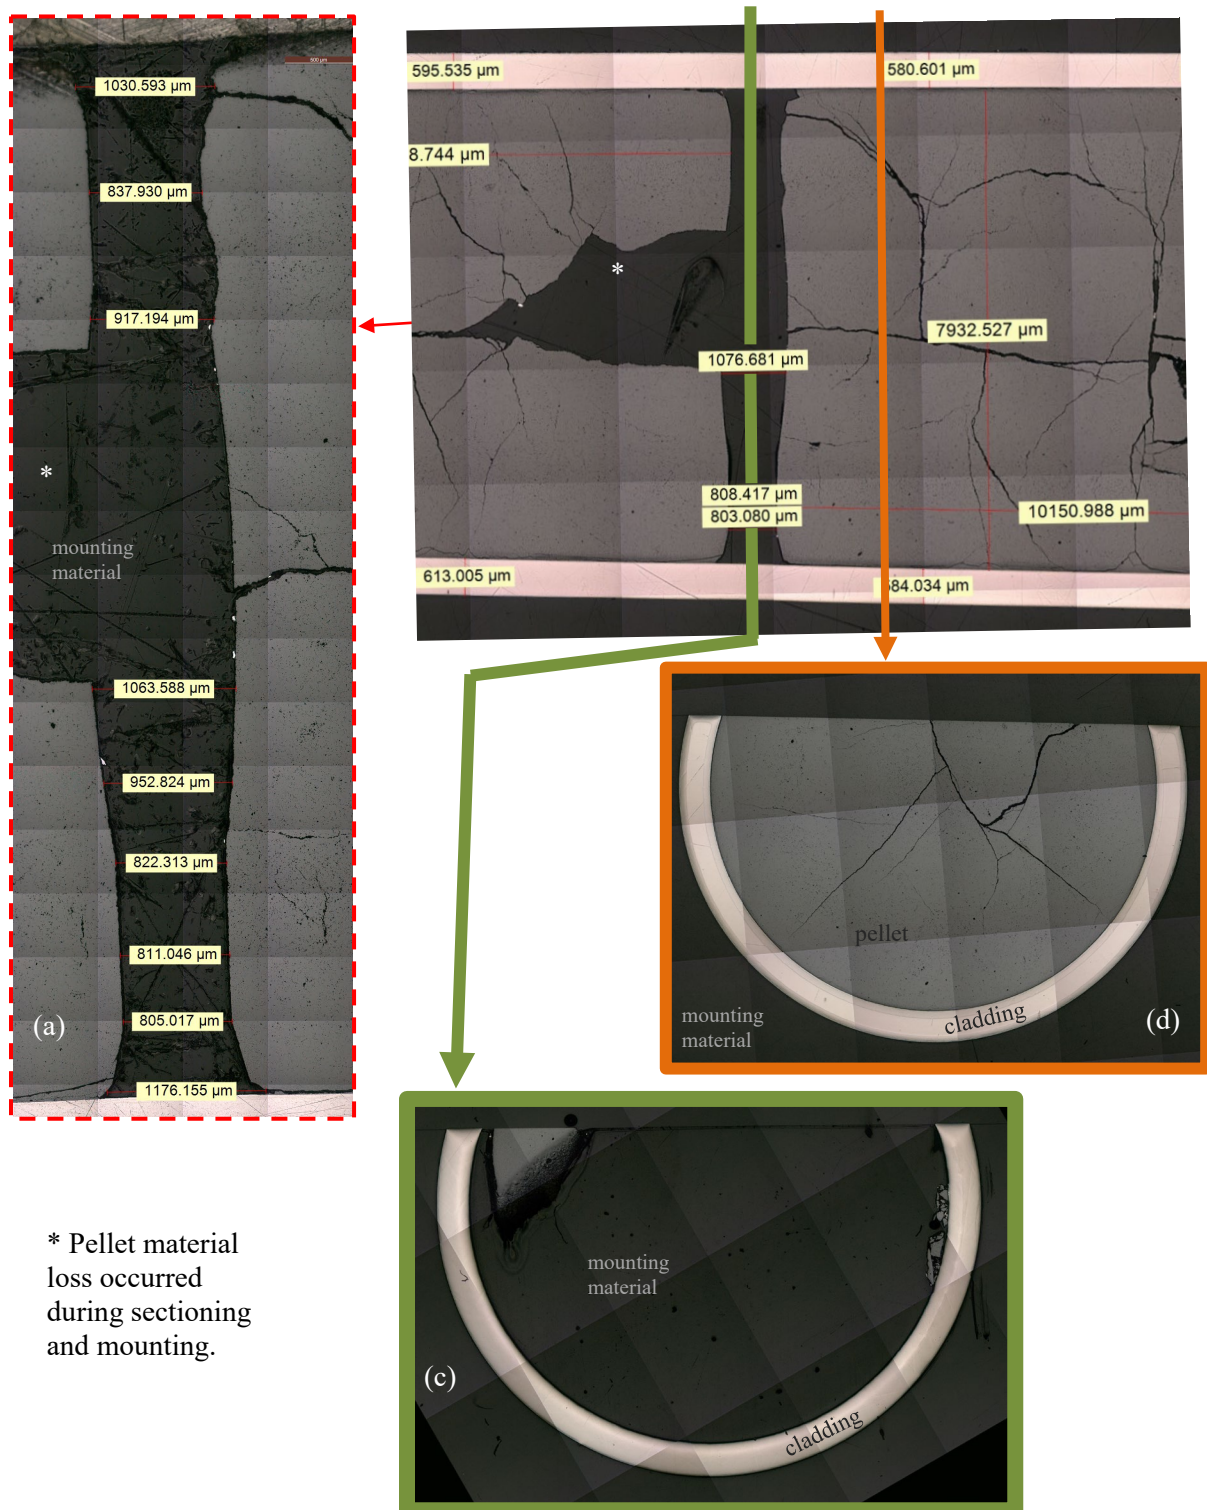 500 µm
1030.593 µm
837.930 µm
917.194 µm
*
mounting
material
1063.588 µm
952.824 µm
822.313 µm
811.046 µm
(a)
805.017 µm
1176.155 µm
595.535 µm
580.601 µm
8.744 µm
*
7932.527 µm
1076.681 µm
808.417 µm
803.080 µm
10150.988 µm
613.005 µm
584.034 µm
pellet
mounting
material
cladding
(d)
mounting
material
(c)
cladding
* Pellet material
loss occurred
during sectioning
and mounting.